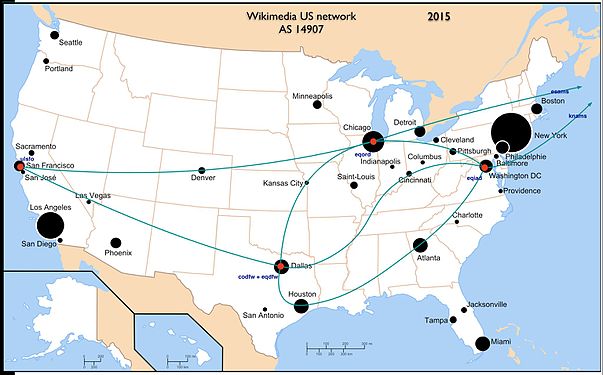 Wikimedia US network
2015
AS 14907
Seattle
Portland
esams
Minneapolis
Boston
knams
Chicago
Detroit
Cleveland
New York
Sacramento
ulsfo
San Francisco
San José
eqord
Indianapolis
Columbus
Pittsburgh
Philadelphie
Baltimore
Washington DC
eqiad
Denver
Kansas City
Saint-Louis
Cincinnati
Providence
Las Vegas
Los Angeles
Charlotte
San Diego
Phoenix
Dallas
codfw + eqdfw
Atlanta
Houston
San Antonio
Jacksonville
Tampa
Miami